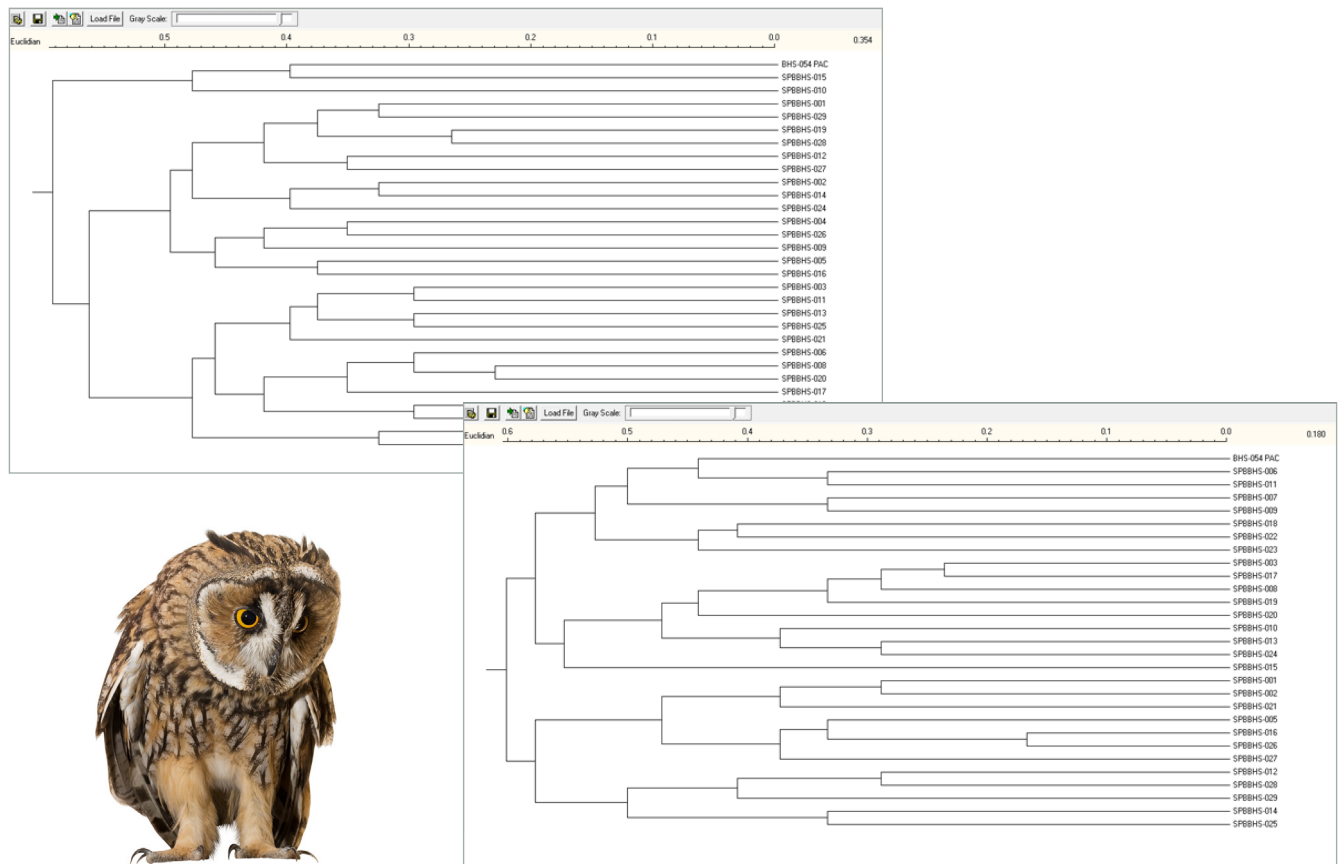 Load File Gray Scale:
Euclidian 0.5 0.4 0.3 0.2 0.1 0.0 0.354
BHS-054 PAC
SPBBHS-015
SPBBHS-010
SPBBHS-001
SPBBHS-029
SPBBHS-019
SPBBHS-028
SPBBHS-012
SPBBHS-027
SPBBHS-002
SPBBHS-014
SPBBHS-024
SPBBHS-004
SPBBHS-026
SPBBHS-009
SPBBHS-005
SPBBHS-016
SPBBHS-003
SPBBHS-011
SPBBHS-013
SPBBHS-025
SPBBHS-021
SPBBHS-006
SPBBHS-008
SPBBHS-020
SPBBHS-017
Load File Gray Scale:
Euclidian 0.6 0.5 0.4 0.3 0.2 0.1 0.0 0.180
BHS-054 PAC
SPBBHS-006
SPBBHS-011
SPBBHS-007
SPBBHS-009
SPBBHS-018
SPBBHS-022
SPBBHS-023
SPBBHS-003
SPBBHS-017
SPBBHS-008
SPBBHS-019
SPBBHS-020
SPBBHS-010
SPBBHS-013
SPBBHS-024
SPBBHS-015
SPBBHS-001
SPBBHS-002
SPBBHS-021
SPBBHS-005
SPBBHS-016
SPBBHS-026
SPBBHS-027
SPBBHS-012
SPBBHS-028
SPBBHS-029
SPBBHS-014
SPBBHS-025